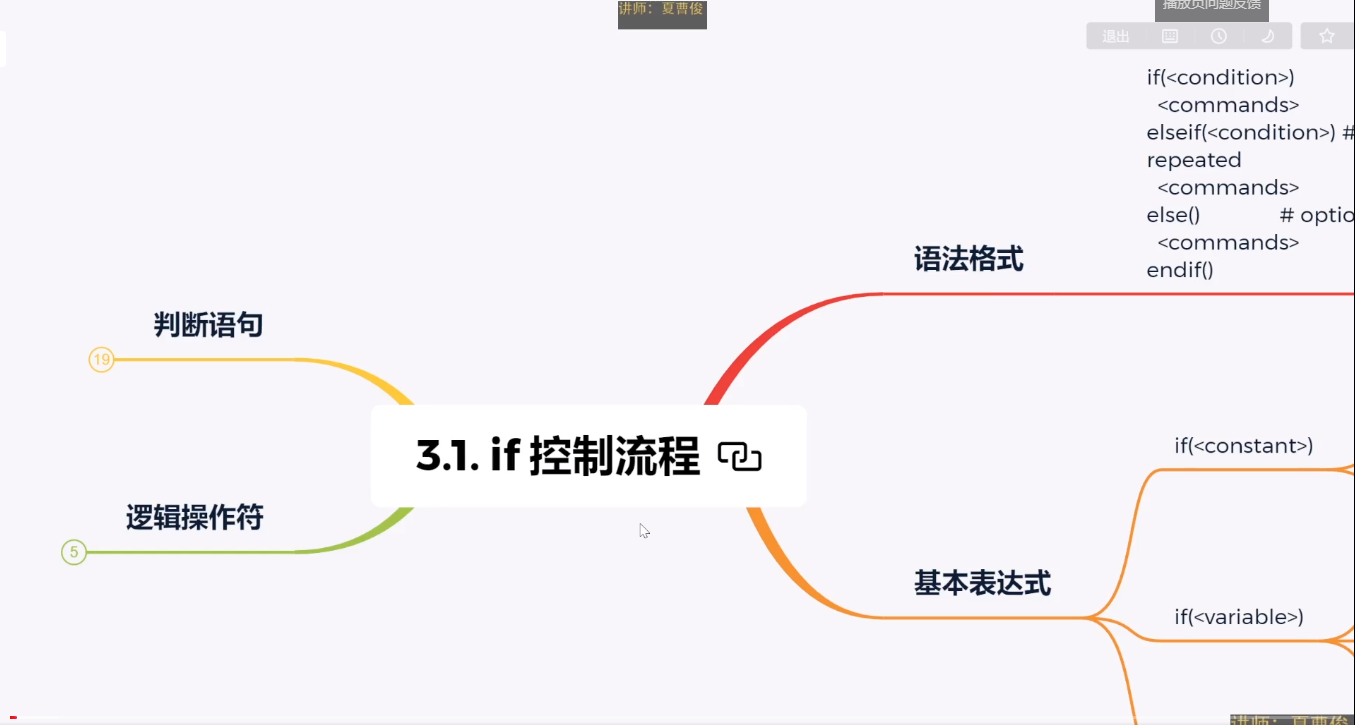 讲师：夏曹俊
播放页问题反馈
退出
if(<condition>)
<commands>
elseif(<condition>) #
repeated
<commands>
else() # optio
<commands>
endif()
语法格式
判断语句
19
3.1. if 控制流程
if(<constant>)
逻辑操作符
5
基本表达式
if(<variable>)
讲师：夏曹俊